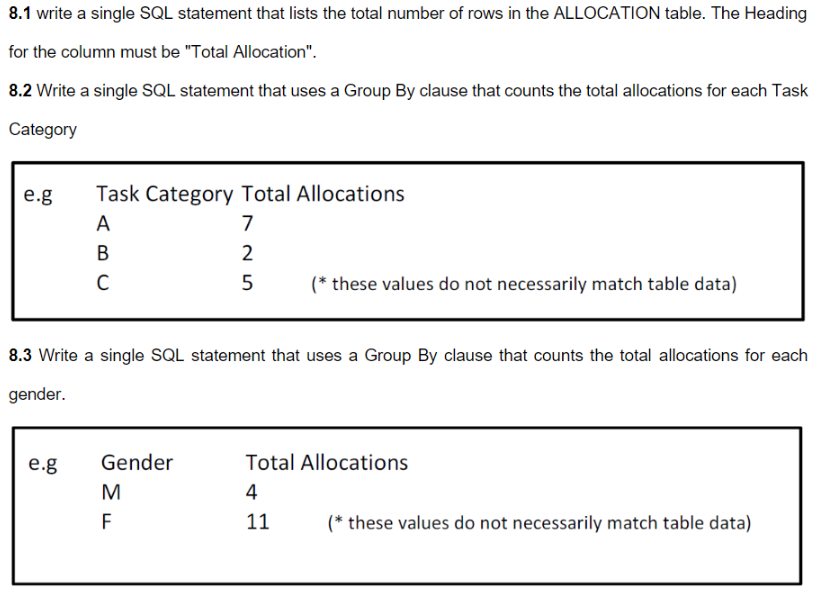 8.1 write a single SQL statement that lists the total number of rows in the ALLOCATION table. The Heading
for the column must be "Total Allocation".
8.2 Write a single SQL statement that uses a Group By clause that counts the total allocations for each Task
Category
e.g Task Category Total Allocations
A 7
B 2
C 5 (* these values do not necessarily match table data)
8.3 Write a single SQL statement that uses a Group By clause that counts the total allocations for each
gender.
e.g Gender Total Allocations
M 4
F 11 (* these values do not necessarily match table data)